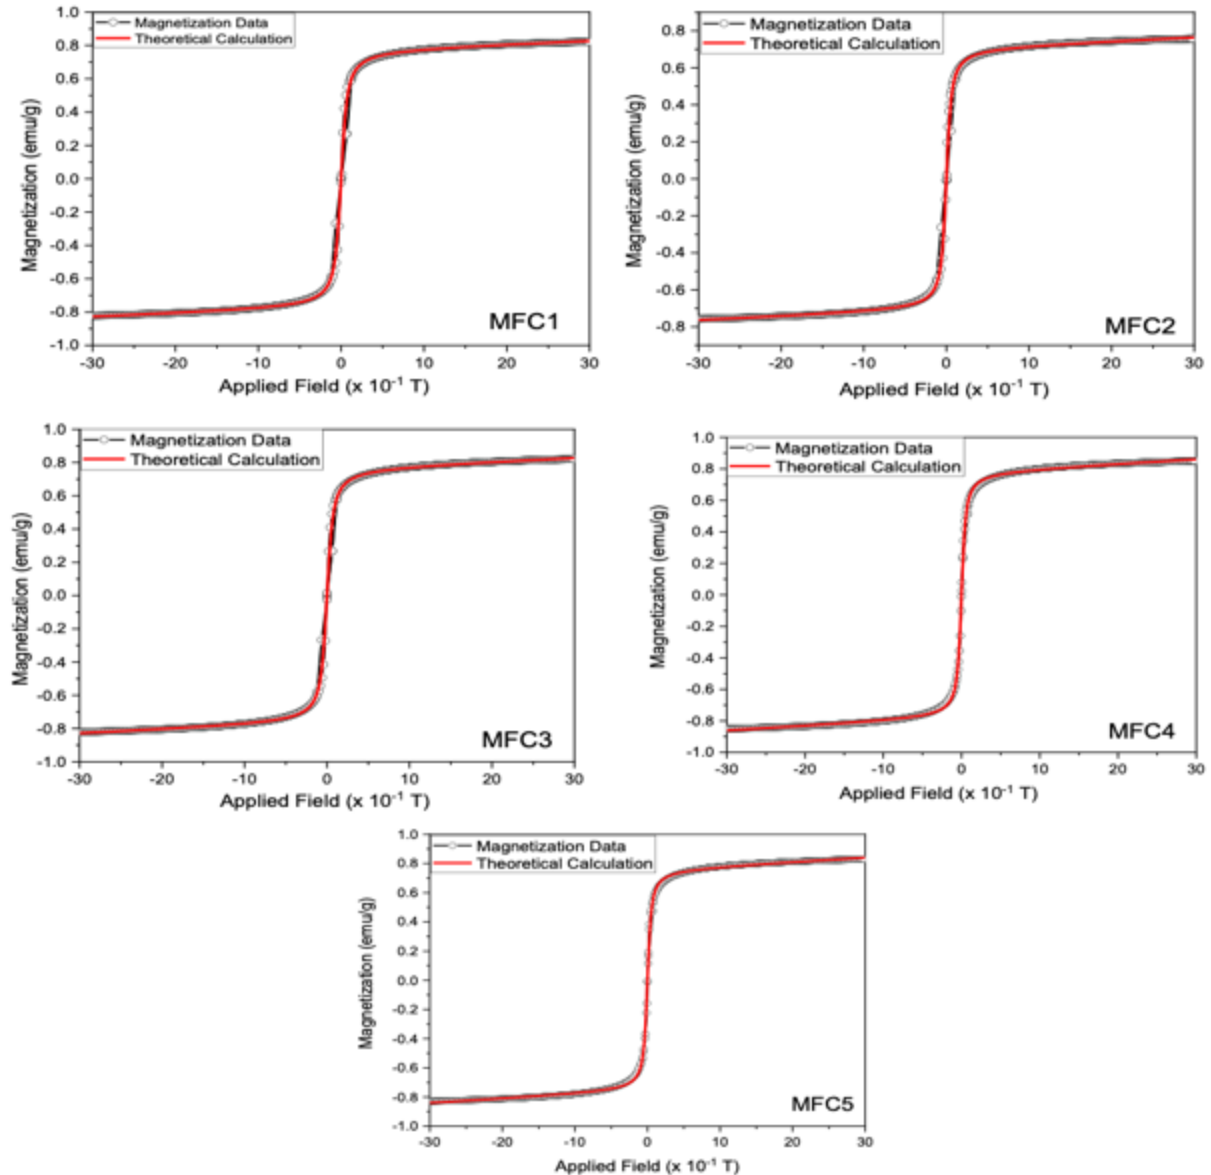 Magnetization Data
Theoretical Calculation
1.0
0.8
0.6
0.4
0.2
0.0
-0.2
-0.4
-0.6
-0.8
-1.0
Magnetization (emu/g)
MFC1
-30 -20 -10 0 10 20 30
Applied Field (x 10⁻¹ T)
Magnetization Data
Theoretical Calculation
0.8
0.6
0.4
0.2
0.0
-0.2
-0.4
-0.6
-0.8
Magnetization (emu/g)
MFC2
-30 -20 -10 0 10 20 30
Applied Field (x 10⁻¹ T)
Magnetization Data
Theoretical Calculation
1.0
0.8
0.6
0.4
0.2
0.0
-0.2
-0.4
-0.6
-0.8
-1.0
Magnetization (emu/g)
MFC3
-30 -20 -10 0 10 20 30
Applied Field (x 10⁻¹ T)
Magnetization Data
Theoretical Calculation
1.0
0.8
0.6
0.4
0.2
0.0
-0.2
-0.4
-0.6
-0.8
-1.0
Magnetization (emu/g)
MFC4
-30 -20 -10 0 10 20 30
Applied Field (x 10⁻¹ T)
Magnetization Data
Theoretical Calculation
1.0
0.8
0.6
0.4
0.2
0.0
-0.2
-0.4
-0.6
-0.8
-1.0
Magnetization (emu/g)
MFC5
-30 -20 -10 0 10 20 30
Applied Field (x 10⁻¹ T)